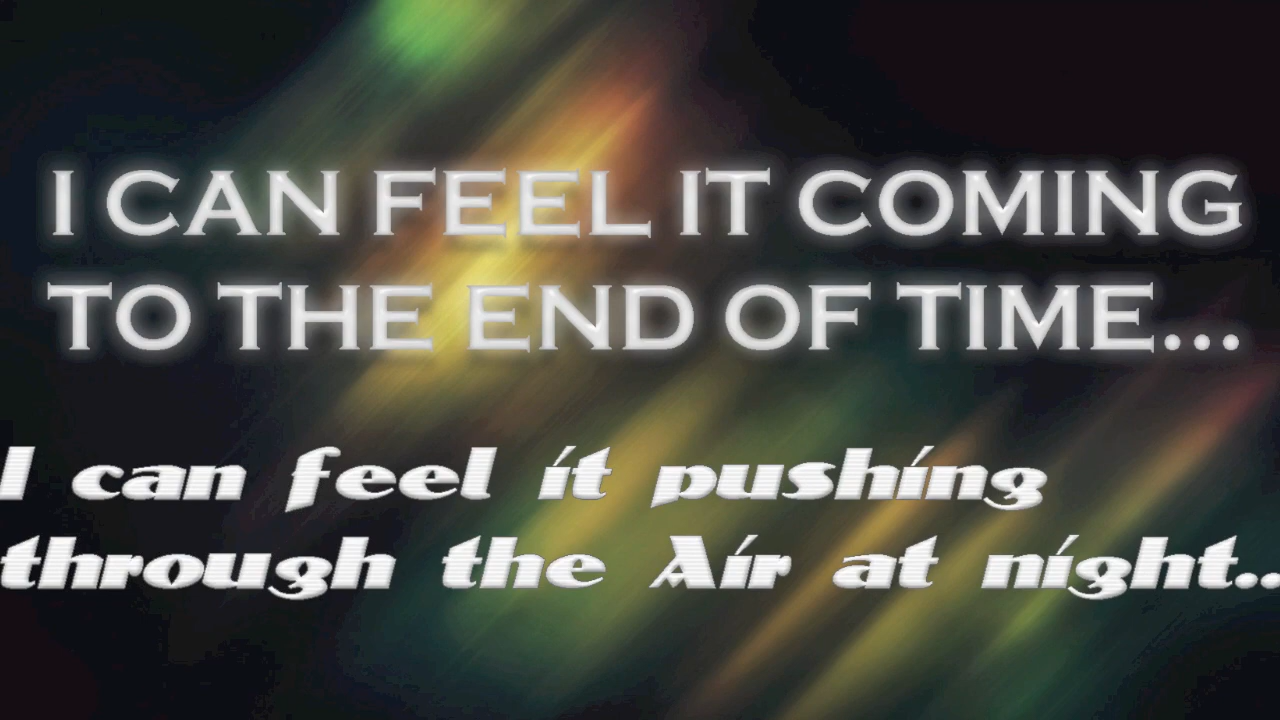 I CAN FEEL IT COMING
TO THE END OF TIME...
I can feel it pushing
through the Air at night..